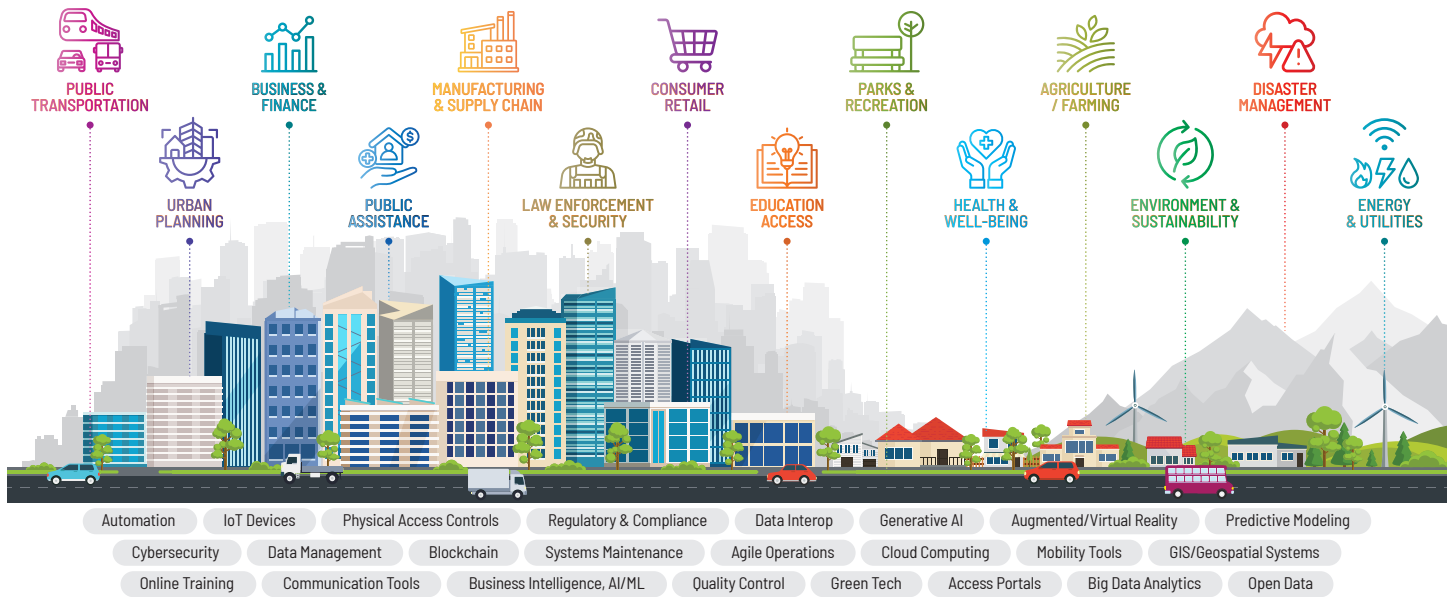 PUBLIC
TRANSPORTATION
BUSINESS &
FINANCE
MANUFACTURING
& SUPPLY CHAIN
CONSUMER
RETAIL
PARKS &
RECREATION
AGRICULTURE
/ FARMING
DISASTER
MANAGEMENT
URBAN
PLANNING
$
PUBLIC
ASSISTANCE
LAW ENFORCEMENT
& SECURITY
EDUCATION
ACCESS
HEALTH &
WELL-BEING
ENVIRONMENT &
SUSTAINABILITY
ENERGY
& UTILITIES
Automation
IoT Devices
Physical Access Controls
Regulatory & Compliance
Data Interop
Generative AI
Augmented/Virtual Reality
Predictive Modeling
Cybersecurity
Data Management
Blockchain
Systems Maintenance
Agile Operations
Cloud Computing
Mobility Tools
GIS/Geospatial Systems
Online Training
Communication Tools
Business Intelligence, AI/ML
Quality Control
Green Tech
Access Portals
Big Data Analytics
Open Data